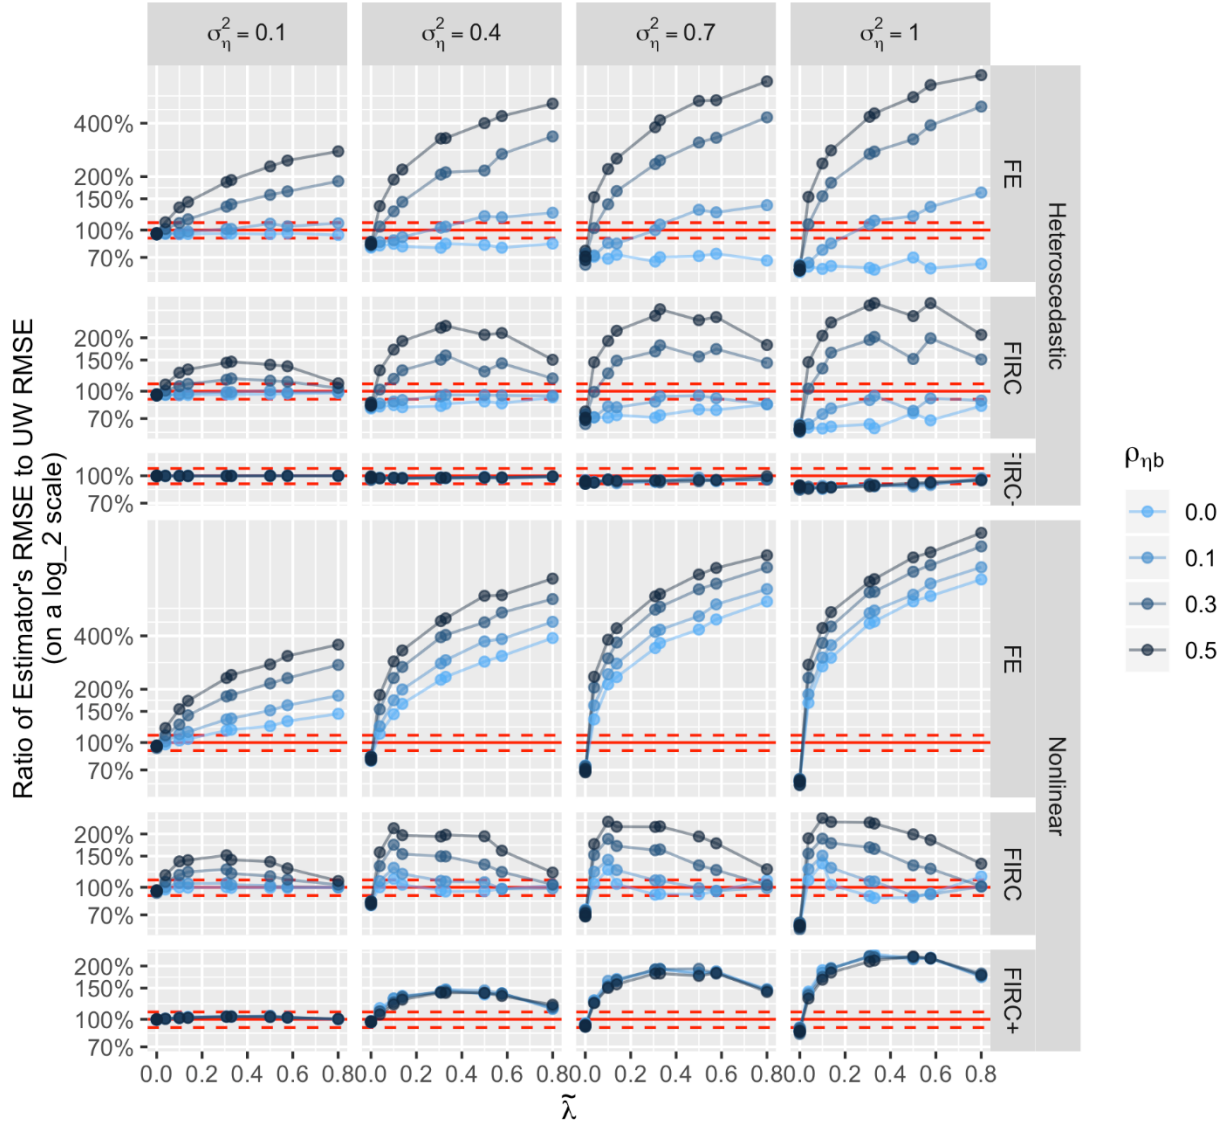 σ²η = 0.1 σ²η = 0.4 σ²η = 0.7 σ²η = 1
Ratio of Estimator's RMSE to UW RMSE
(on a log_2 scale)
400%
200%
150%
100%
70%
FE
200%
150%
100%
70%
FIRC
100%
70%
FIRC-
Heteroscedastic
400%
200%
150%
100%
70%
FE
200%
150%
100%
70%
FIRC
200%
150%
100%
70%
FIRC+
Nonlinear
0.0 0.2 0.4 0.6 0.8 0.0 0.2 0.4 0.6 0.8 0.0 0.2 0.4 0.6 0.8 0.0 0.2 0.4 0.6 0.8
λ̃
ρηb
0.0
0.1
0.3
0.5